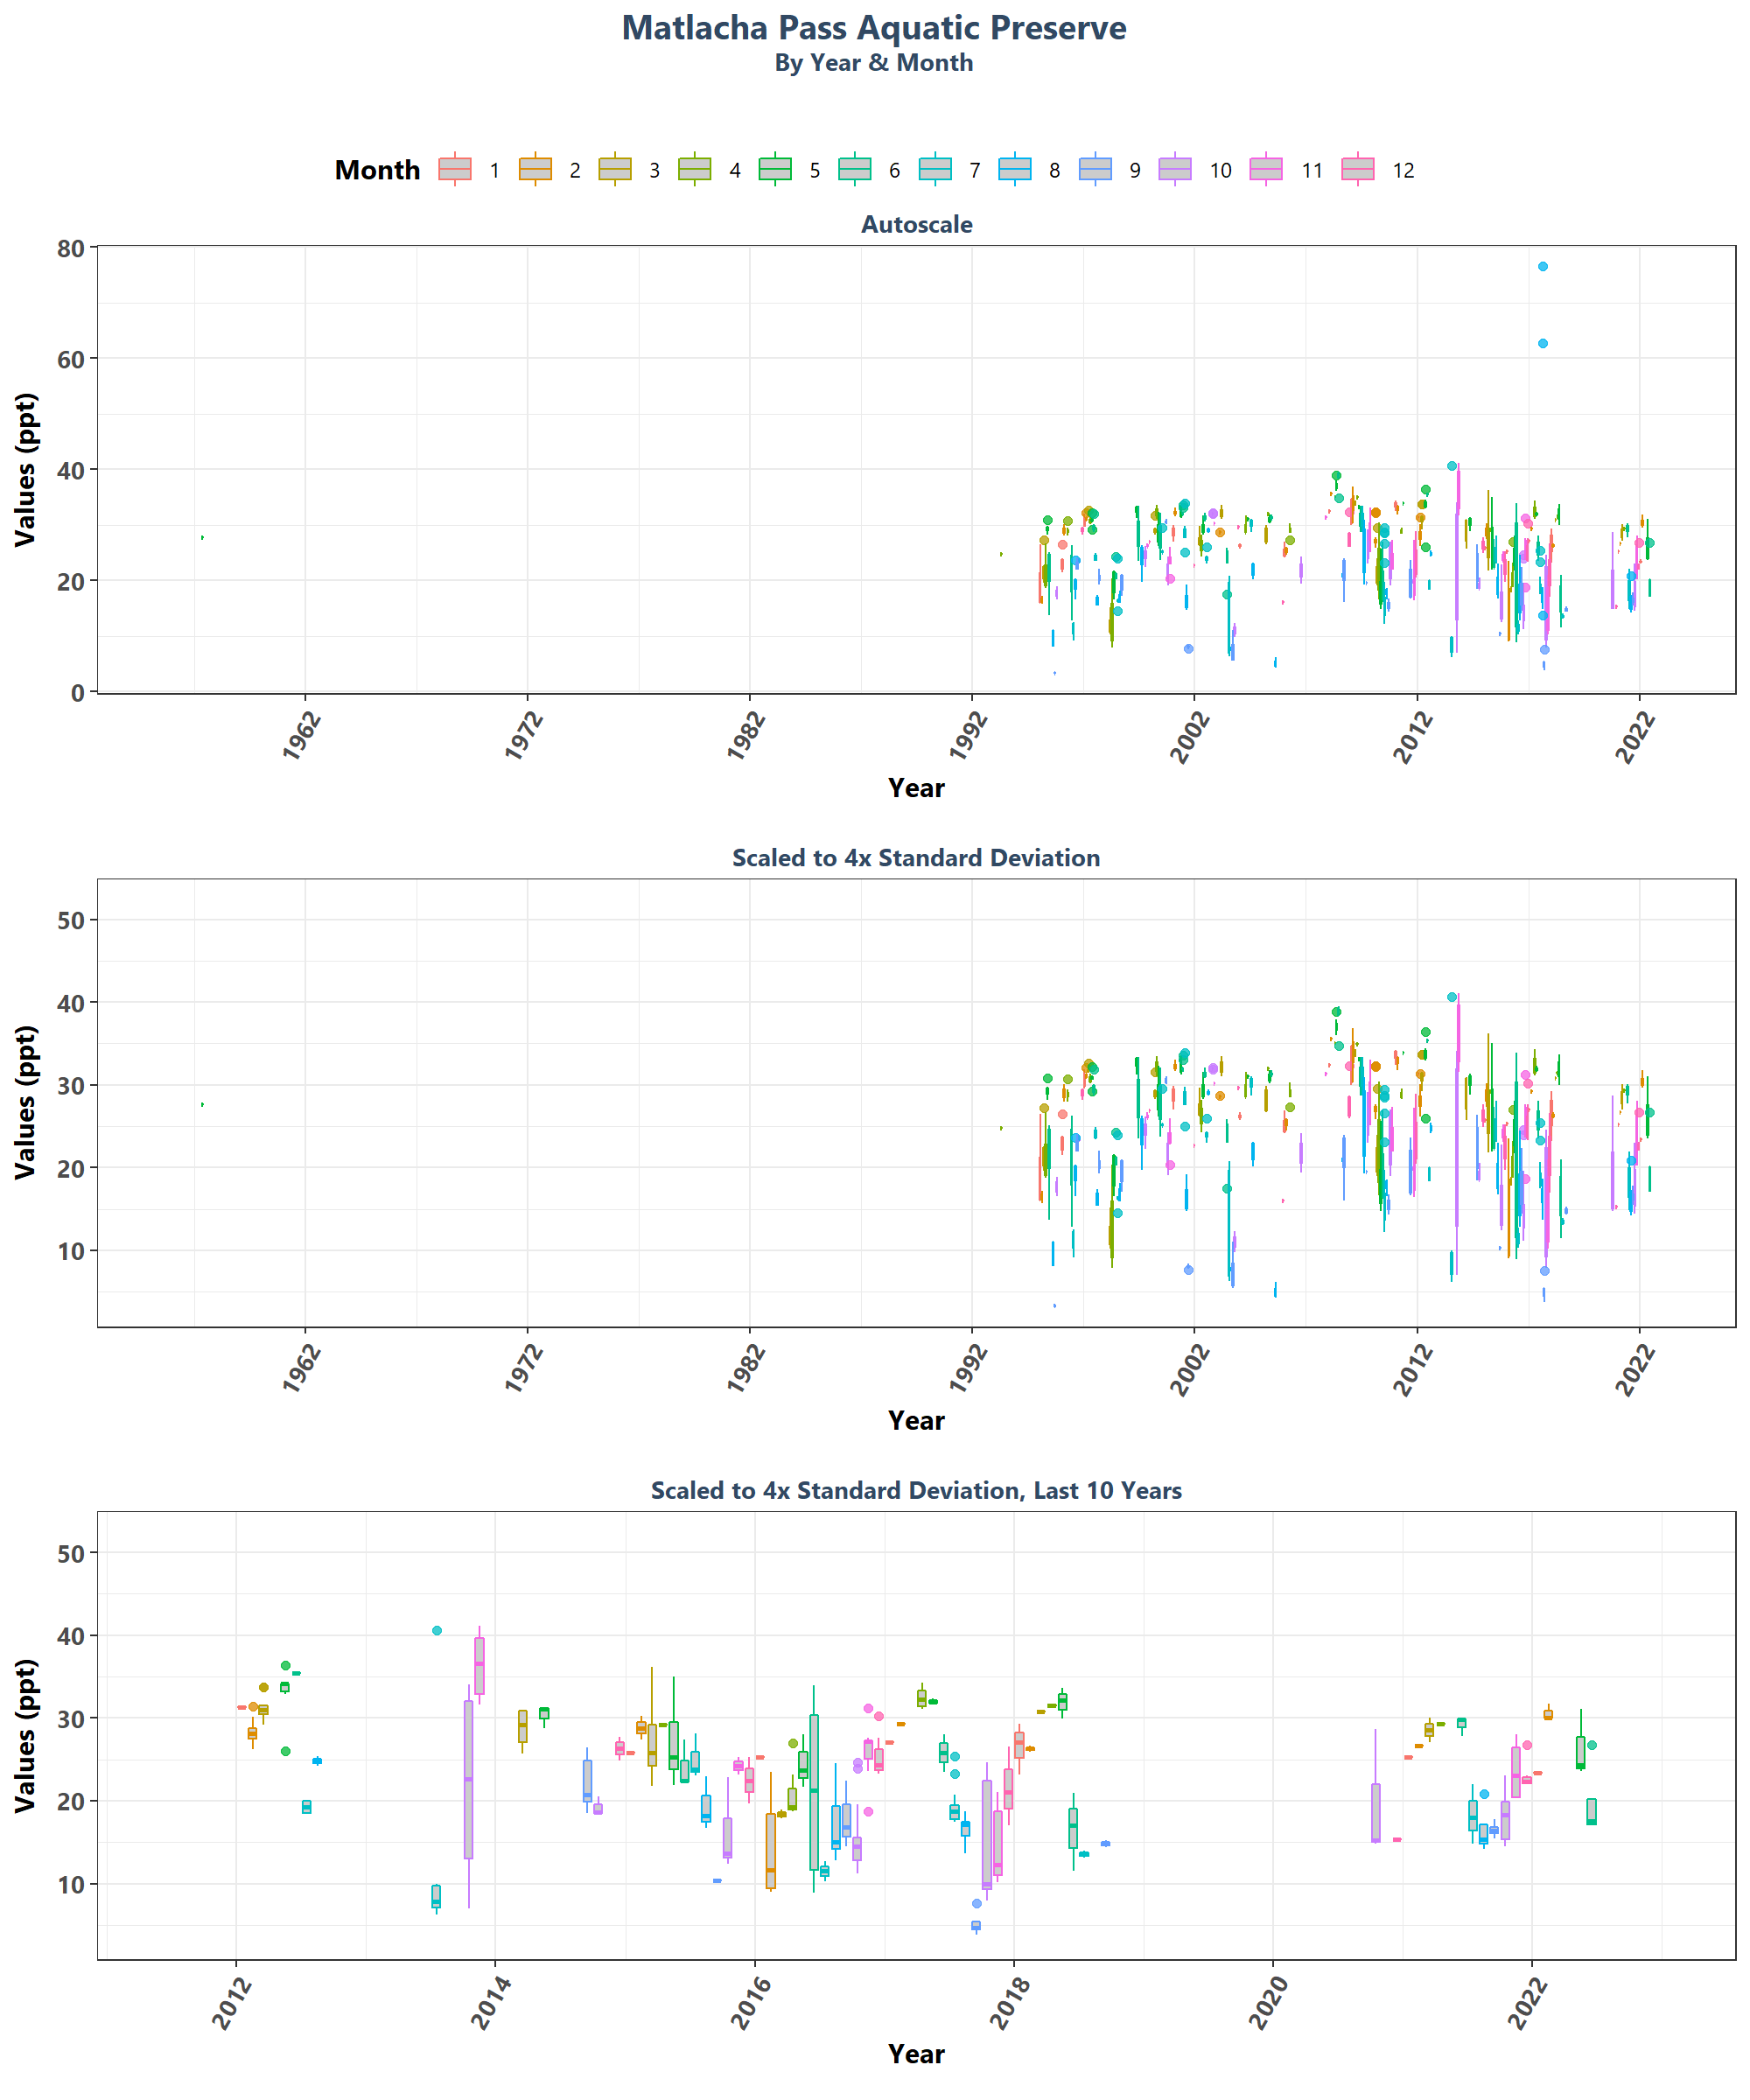 Matlacha Pass Aquatic Preserve
By Year & Month
Month 1 2 3 4 5 6 7 8 9 10 11 12
Autoscale
80
60
40
20
0
Values (ppt)
1962 1972 1982 1992 2002 2012 2022
Year
Scaled to 4x Standard Deviation
50
40
30
20
10
Values (ppt)
1962 1972 1982 1992 2002 2012 2022
Year
Scaled to 4x Standard Deviation, Last 10 Years
50
40
30
20
10
Values (ppt)
2012 2014 2016 2018 2020 2022
Year